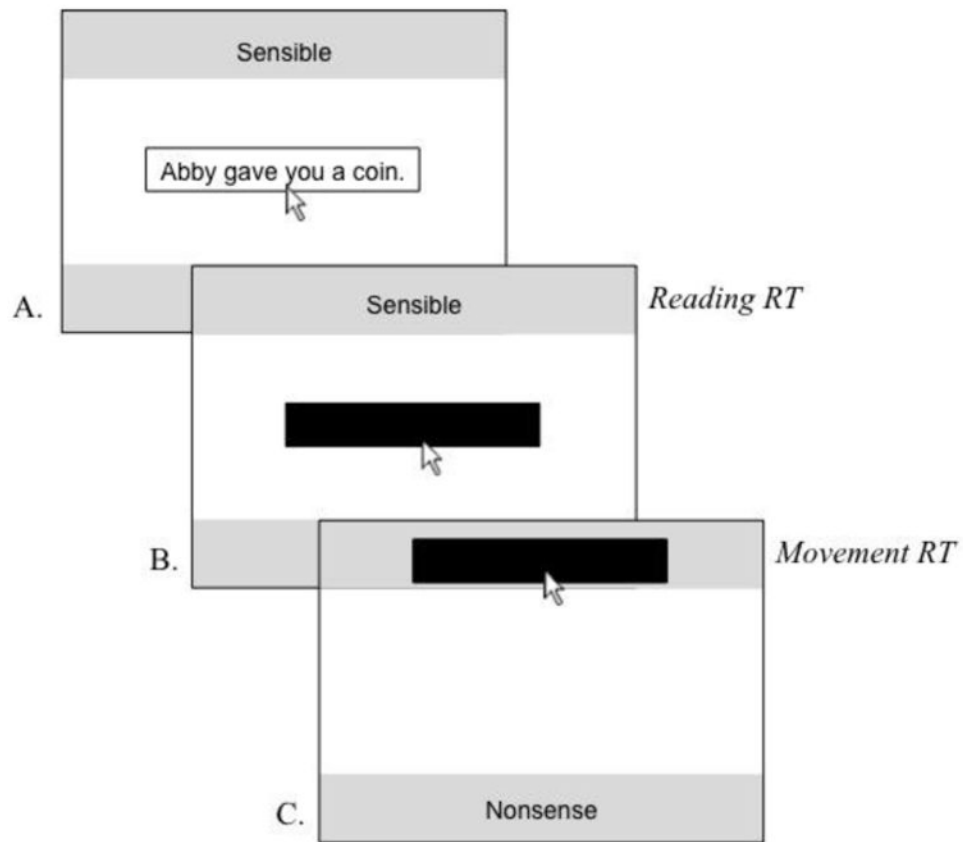 Sensible
Abby gave you a coin.
A.
Sensible
Reading RT
B.
Movement RT
C.
Nonsense